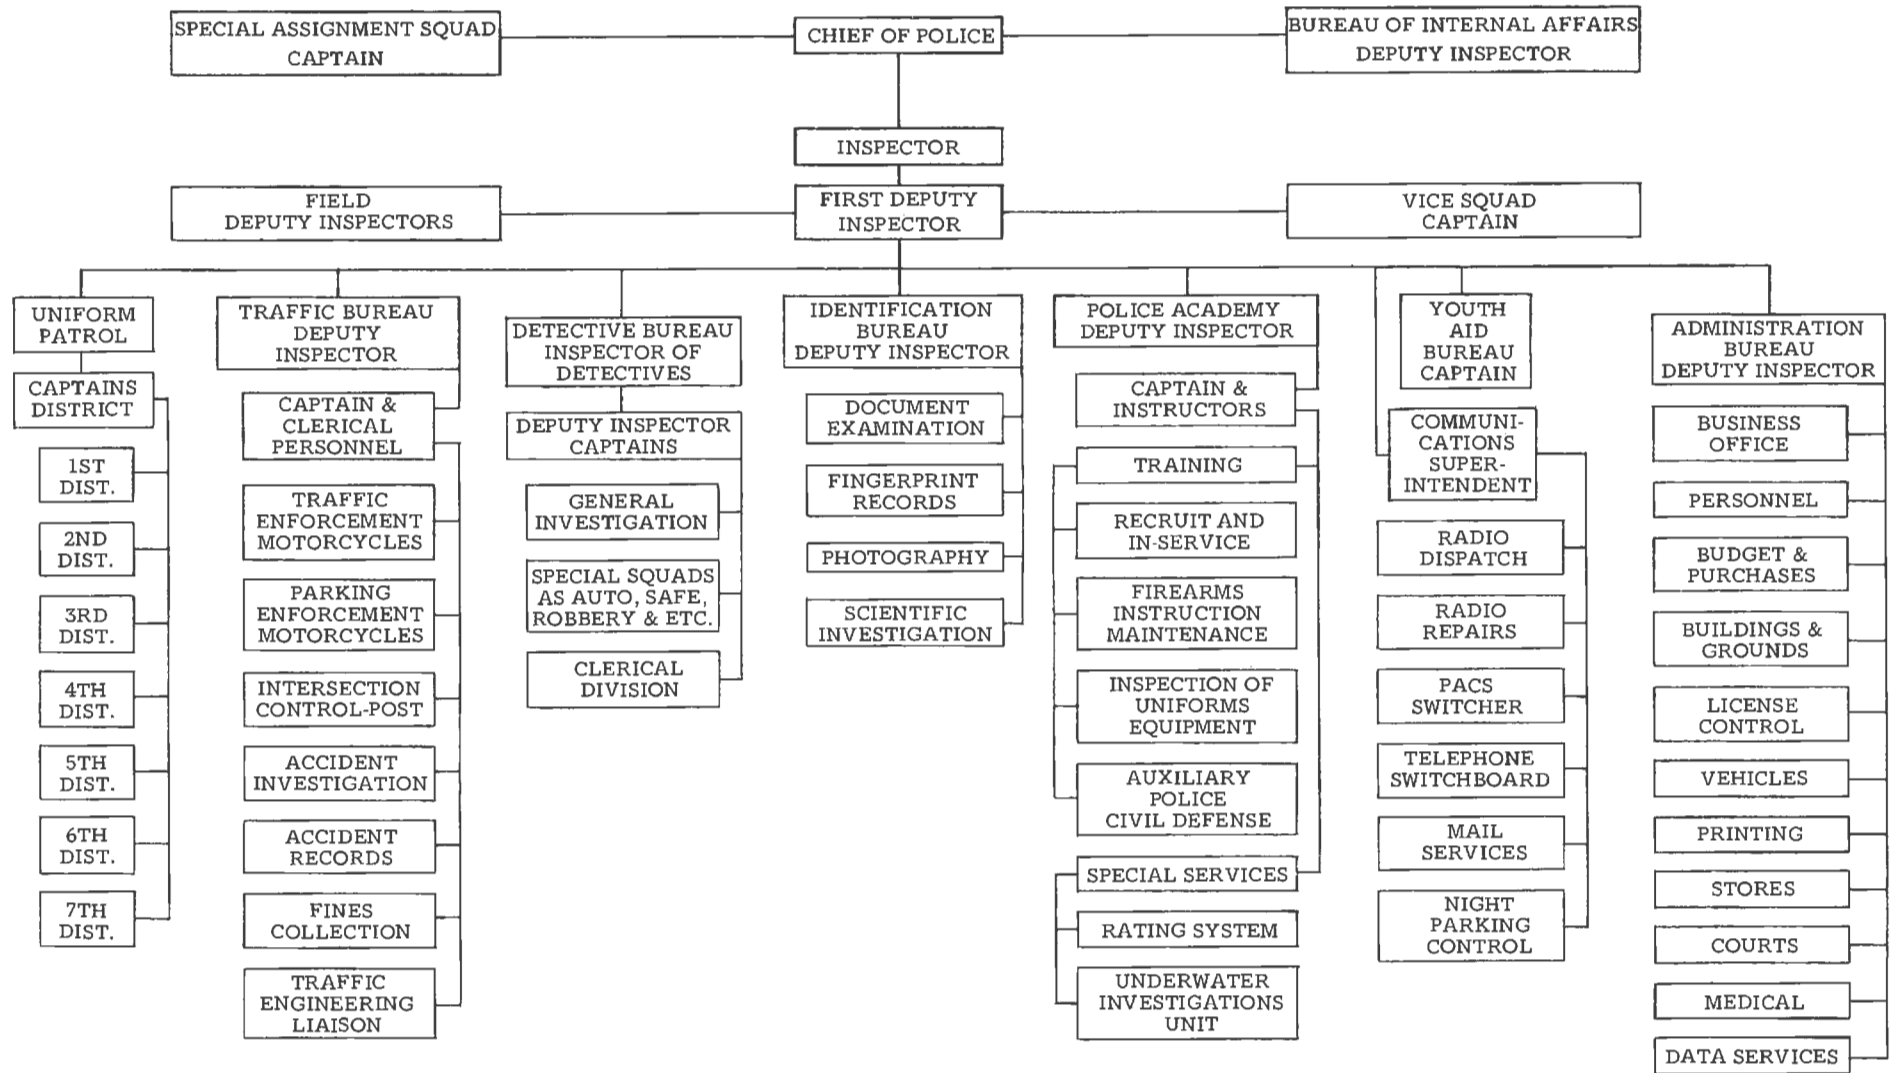 SPECIAL ASSIGNMENT SQUAD
CAPTAIN
CHIEF OF POLICE
BUREAU OF INTERNAL AFFAIRS
DEPUTY INSPECTOR
INSPECTOR
FIELD
DEPUTY INSPECTORS
FIRST DEPUTY
INSPECTOR
VICE SQUAD
CAPTAIN
UNIFORM
PATROL
CAPTAINS
DISTRICT
1ST
DIST.
2ND
DIST.
3RD
DIST.
4TH
DIST.
5TH
DIST.
6TH
DIST.
7TH
DIST.
TRAFFIC BUREAU
DEPUTY
INSPECTOR
CAPTAIN &
CLERICAL
PERSONNEL
TRAFFIC
ENFORCEMENT
MOTORCYCLES
PARKING
ENFORCEMENT
MOTORCYCLES
INTERSECTION
CONTROL-POST
ACCIDENT
INVESTIGATION
ACCIDENT
RECORDS
FINES
COLLECTION
TRAFFIC
ENGINEERING
LIAISON
DETECTIVE BUREAU
INSPECTOR OF
DETECTIVES
DEPUTY INSPECTOR
CAPTAINS
GENERAL
INVESTIGATION
SPECIAL SQUADS
AS AUTO, SAFE,
ROBBERY & ETC.
CLERICAL
DIVISION
IDENTIFICATION
BUREAU
DEPUTY INSPECTOR
DOCUMENT
EXAMINATION
FINGERPRINT
RECORDS
PHOTOGRAPHY
SCIENTIFIC
INVESTIGATION
POLICE ACADEMY
DEPUTY INSPECTOR
CAPTAIN &
INSTRUCTORS
TRAINING
RECRUIT AND
IN-SERVICE
FIREARMS
INSTRUCTION
MAINTENANCE
INSPECTION OF
UNIFORMS
EQUIPMENT
AUXILIARY
POLICE
CIVIL DEFENSE
SPECIAL SERVICES
RATING SYSTEM
UNDERWATER
INVESTIGATIONS
UNIT
YOUTH
AID
BUREAU
CAPTAIN
COMMUNI-
CATIONS
SUPER-
INTENDENT
RADIO
DISPATCH
RADIO
REPAIRS
PACS
SWITCHER
TELEPHONE
SWITCHBOARD
MAIL
SERVICES
NIGHT
PARKING
CONTROL
ADMINISTRATION
BUREAU
DEPUTY INSPECTOR
BUSINESS
OFFICE
PERSONNEL
BUDGET &
PURCHASES
BUILDINGS &
GROUNDS
LICENSE
CONTROL
VEHICLES
PRINTING
STORES
COURTS
MEDICAL
DATA SERVICES